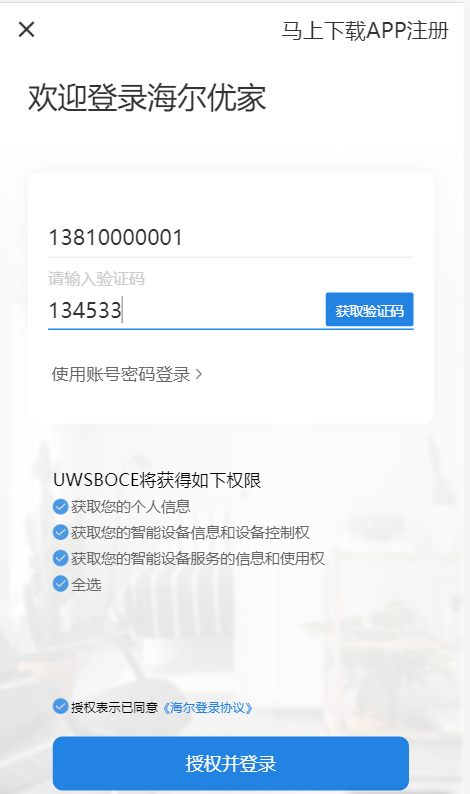 马上下载APP注册
欢迎登录海尔优家
13810000001
请输入验证码
134533
获取验证码
使用账号密码登录
UWSBOCE将获得如下权限
获取您的个人信息
获取您的智能设备信息和设备控制权
获取您的智能设备服务的信息和使用权
全选
授权表示已同意《海尔登录协议》
授权并登录